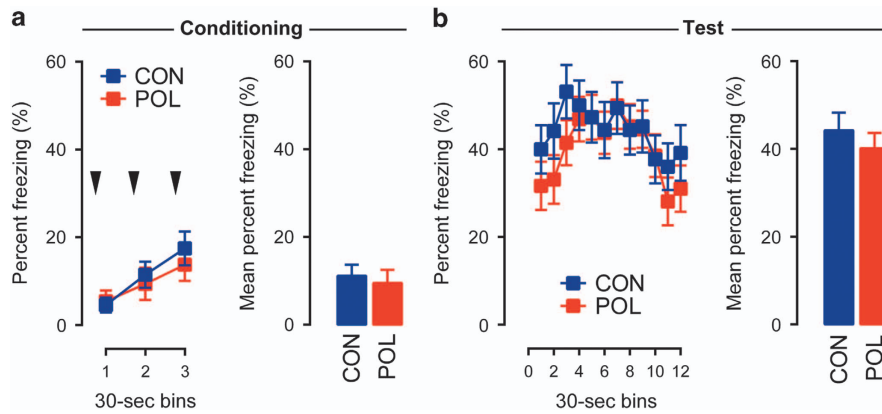 a
Conditioning
Percent freezing (%)
60
40
20
0
CON
POL
1
2
3
30-sec bins
Mean percent freezing (%)
60
40
20
0
CON
POL
b
Test
Percent freezing (%)
60
40
20
0
CON
POL
0
2
4
6
8
10
12
30-sec bins
Mean percent freezing (%)
60
40
20
0
CON
POL